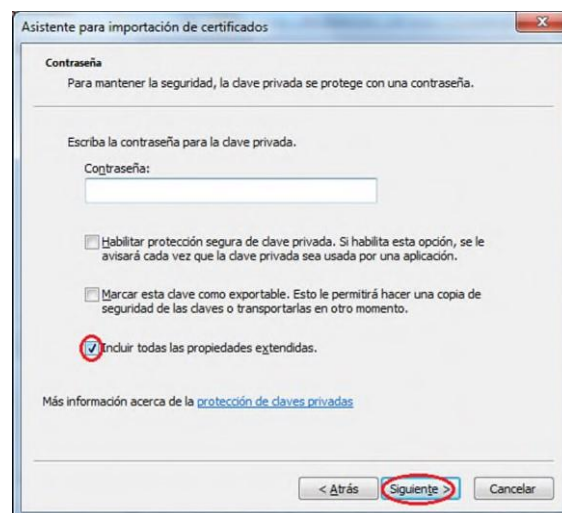 Asistente para importación de certificados
Contraseña
Para mantener la seguridad, la clave privada se protege con una contraseña.
Escriba la contraseña para la clave privada.
Contraseña:
Habilitar protección segura de clave privada. Si habilita esta opción, se le
avisará cada vez que la clave privada sea usada por una aplicación.
Marcar esta clave como exportable. Esto le permitirá hacer una copia de
seguridad de las claves o transportarlas en otro momento.
Incluir todas las propiedades extendidas.
Más información acerca de la protección de claves privadas
< Atrás Siguiente > Cancelar